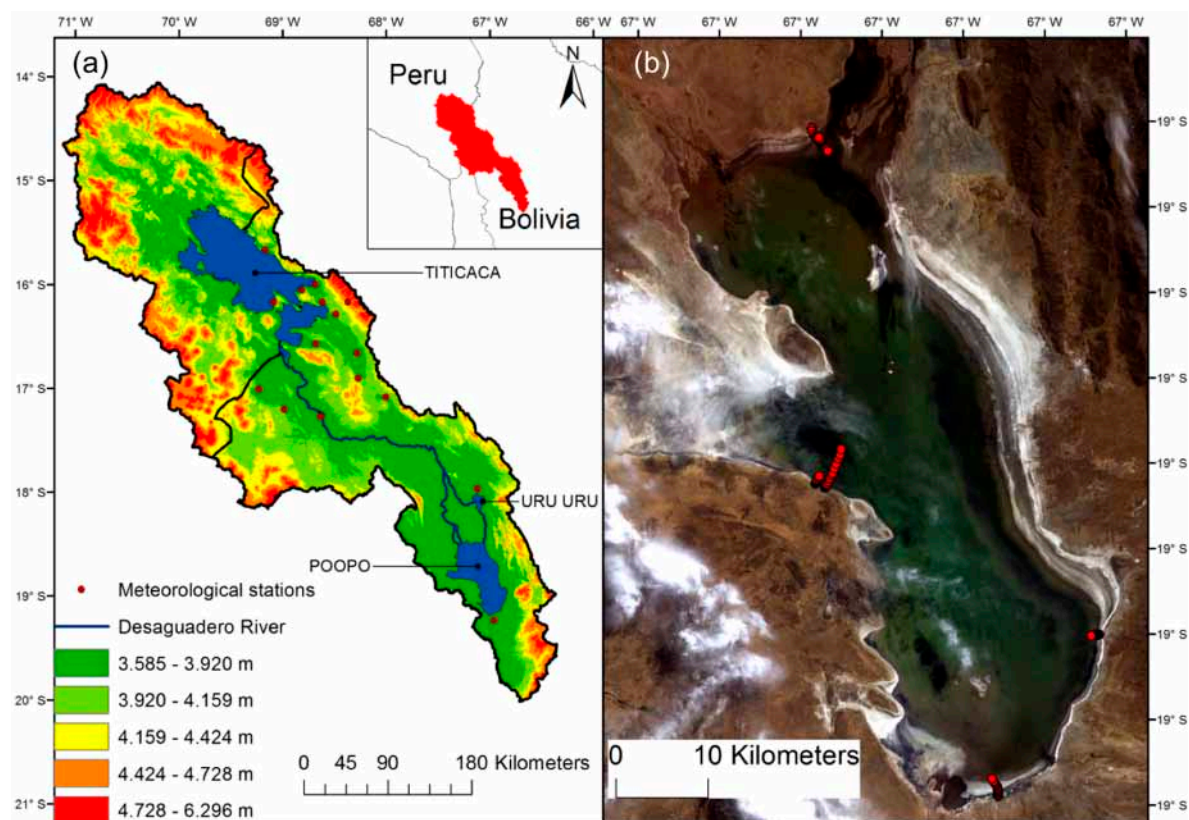 71° W 70° W 69° W 68° W 67° W 66° W
67° W 67° W 67° W 67° W 67° W 67° W 67° W
(a)
Peru
Bolivia
N
14° S
15° S
16° S
17° S
18° S
19° S
20° S
21° S
TITICACA
URU URU
POOPO
Meteorological stations
Desaguadero River
3.585 - 3.920 m
3.920 - 4.159 m
4.159 - 4.424 m
4.424 - 4.728 m
4.728 - 6.296 m
0 45 90 180 Kilometers
(b)
19° S
19° S
19° S
19° S
19° S
19° S
19° S
19° S
19° S
0 10 Kilometers